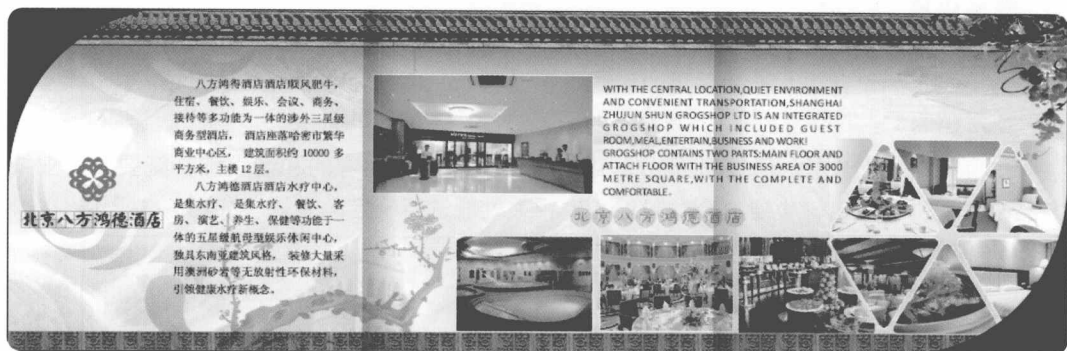 北京八方鸿德酒店
八方鸿得酒店酒店顺风肥牛，
住宿、餐饮、娱乐、会议、商务、
接待等多功能为一体的涉外三星级
商务型酒店， 酒店座落哈密市繁华
商业中心区， 建筑面积约 10000 多
平方米，主楼 12 层。
八方鸿德酒店酒店水疗中心，
是集水疗、 是集水疗、 餐饮、 客
房、演艺、养生、保健等功能于一
体的五星级航母型娱乐休闲中心，
独具东南亚建筑风格， 装修大量采
用澳洲砂岩等无放射性环保材料，
引领健康水疗新概念。
WITH THE CENTRAL LOCATION,QUIET ENVIRONMENT
AND CONVENIENT TRANSPORTATION,SHANGHAI
ZHUJUN SHUN GROGSHOP LTD IS AN INTEGRATED
GROGSHOP WHICH INCLUDED GUEST
ROOM,MEAL,ENTERTAIN,BUSINESS AND WORK!
GROGSHOP CONTAINS TWO PARTS:MAIN FLOOR AND
ATTACH FLOOR WITH THE BUSINESS AREA OF 3000
METRE SQUARE,WITH THE COMPLETE AND
COMFORTABLE.
北京八方鸿德酒店